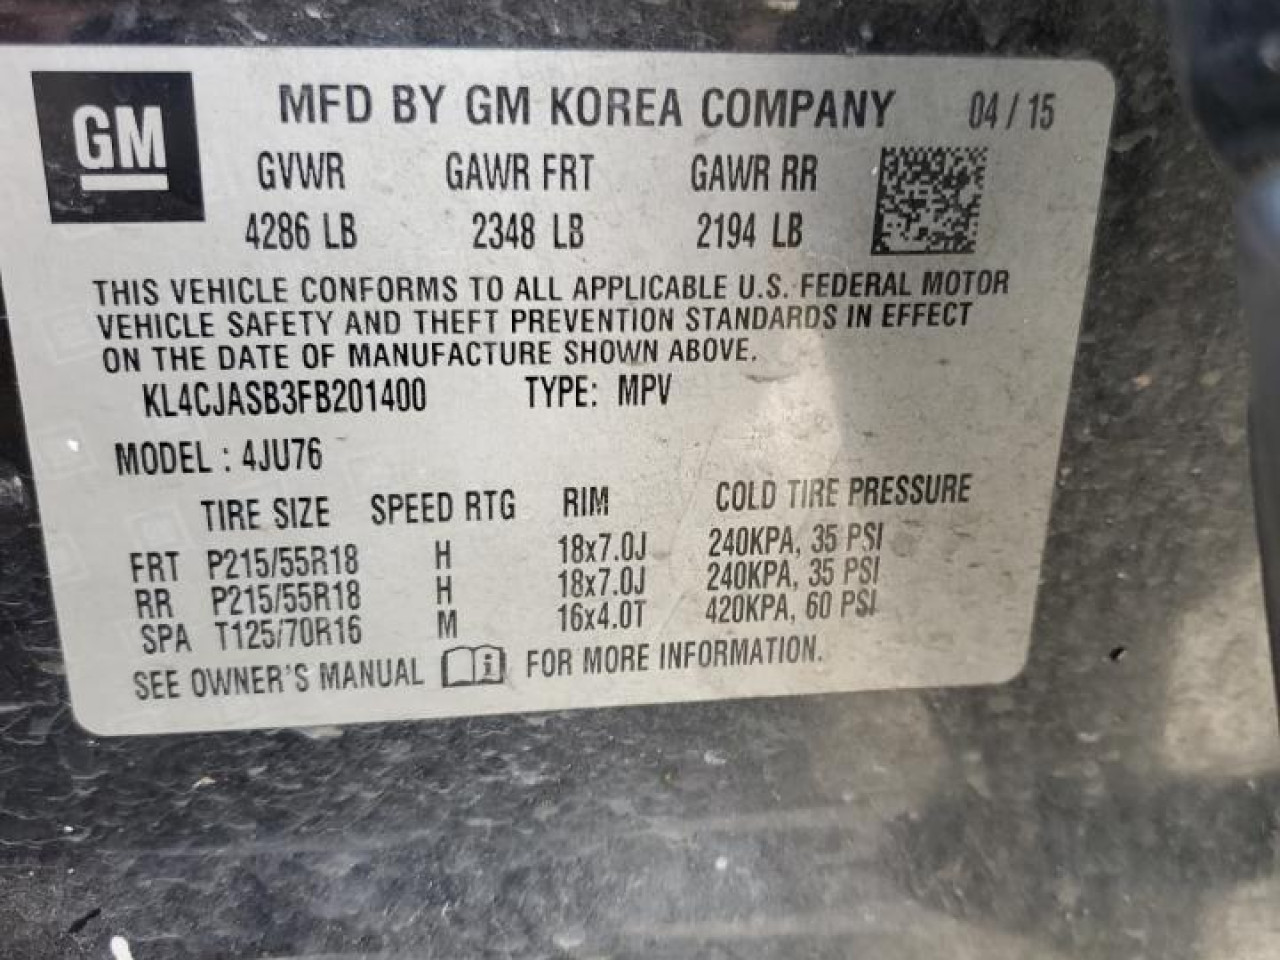 GM
MFD BY GM KOREA COMPANY 04 / 15
GVWR GAWR FRT GAWR RR
4286 LB 2348 LB 2194 LB
THIS VEHICLE CONFORMS TO ALL APPLICABLE U.S. FEDERAL MOTOR
VEHICLE SAFETY AND THEFT PREVENTION STANDARDS IN EFFECT
ON THE DATE OF MANUFACTURE SHOWN ABOVE.
KL4CJASB3FB201400 TYPE: MPV
MODEL : 4JU76
TIRE SIZE SPEED RTG RIM COLD TIRE PRESSURE
FRT P215/55R18 H 18x7.0J 240KPA, 35 PSI
RR P215/55R18 H 18x7.0J 240KPA, 35 PSI
SPA T125/70R16 M 16x4.0T 420KPA, 60 PSI
SEE OWNER'S MANUAL i FOR MORE INFORMATION.